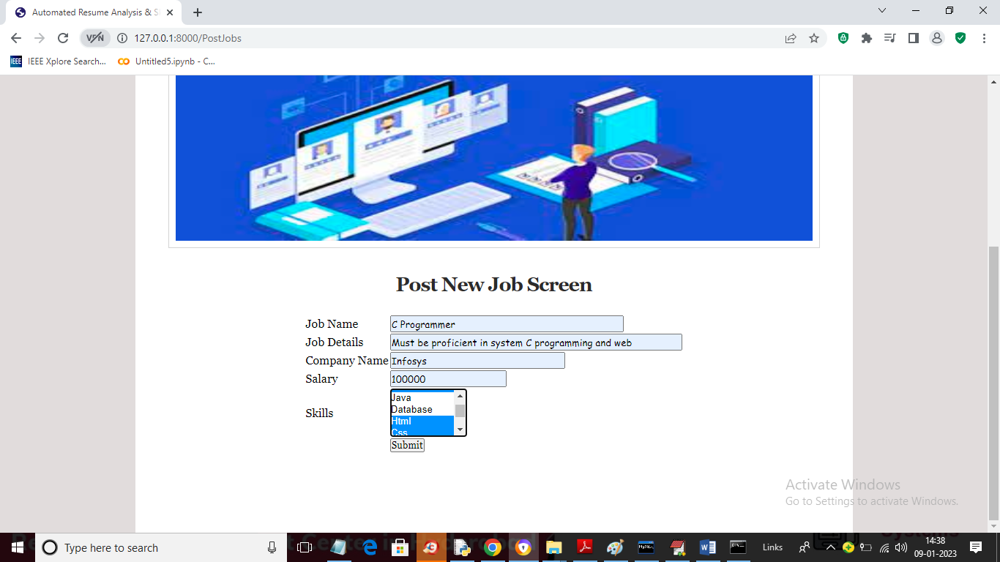 Automated Resume Analysis & S
127.0.0.1:8000/PostJobs
IEEE Xplore Search...
Untitled5.ipynb - C...
Post New Job Screen
Job Name C Programmer
Job Details Must be proficient in system C programming and web
Company Name Infosys
Salary 100000
Skills
Java
Database
Html
Css
Submit
Activate Windows
Go to Settings to activate Windows.
Type here to search
Links
14:38
09-01-2023